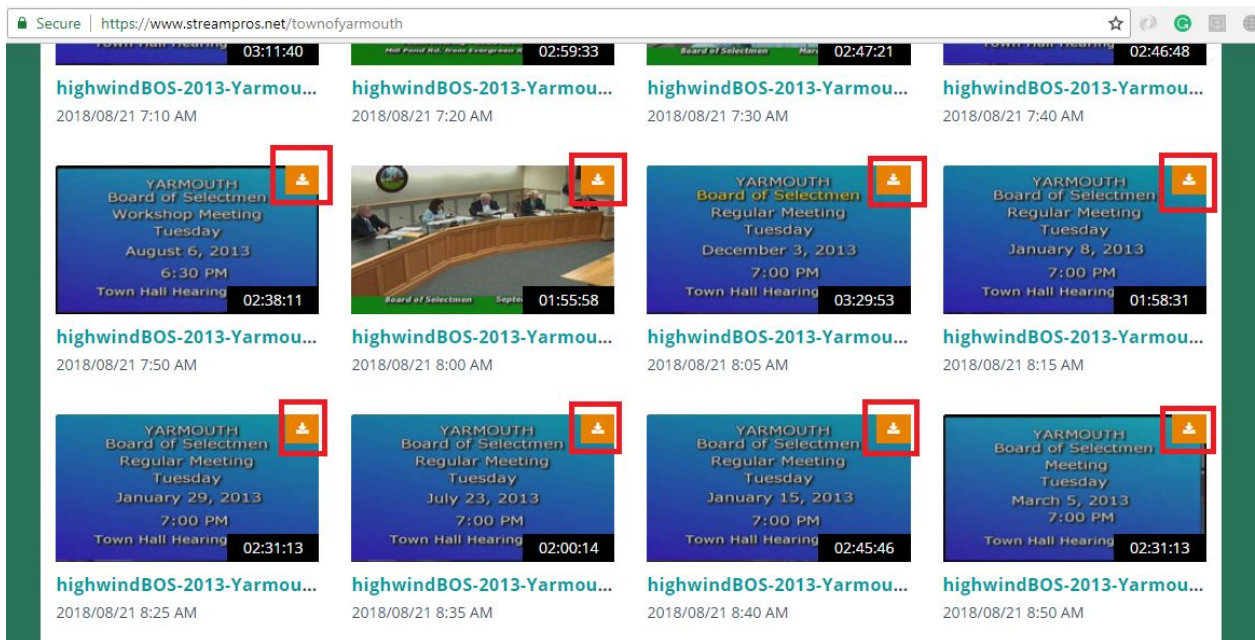 Secure | https://www.streampros.net/townofyarmouth
03:11:40
Mill Pond Rd. from Evergreen R
02:59:33
Board of Selectmen Mar
02:47:21
Town Hall Hearing
02:46:48
highwindBOS-2013-Yarmou...
highwindBOS-2013-Yarmou...
highwindBOS-2013-Yarmou...
highwindBOS-2013-Yarmou...
2018/08/21 7:10 AM
2018/08/21 7:20 AM
2018/08/21 7:30 AM
2018/08/21 7:40 AM
YARMOUTH
Board of Selectmen
Workshop Meeting
Tuesday
August 6, 2013
6:30 PM
Town Hall Hearing
02:38:11
Board of Selectmen Septe
01:55:58
YARMOUTH
Board of Selectmen
Regular Meeting
Tuesday
December 3, 2013
7:00 PM
Town Hall Hearing
03:29:53
YARMOUTH
Board of Selectmen
Regular Meeting
Tuesday
January 8, 2013
7:00 PM
Town Hall Hearing
01:58:31
highwindBOS-2013-Yarmou...
highwindBOS-2013-Yarmou...
highwindBOS-2013-Yarmou...
highwindBOS-2013-Yarmou...
2018/08/21 7:50 AM
2018/08/21 8:00 AM
2018/08/21 8:05 AM
2018/08/21 8:15 AM
YARMOUTH
Board of Selectmen
Regular Meeting
Tuesday
January 29, 2013
7:00 PM
Town Hall Hearing
02:31:13
YARMOUTH
Board of Selectmen
Regular Meeting
Tuesday
July 23, 2013
7:00 PM
Town Hall Hearing
02:00:14
YARMOUTH
Board of Selectmen
Regular Meeting
Tuesday
January 15, 2013
7:00 PM
Town Hall Hearing
02:45:46
YARMOUTH
Board of Selectmen
Meeting
Tuesday
March 5, 2013
7:00 PM
Town Hall Hearing
02:31:13
highwindBOS-2013-Yarmou...
highwindBOS-2013-Yarmou...
highwindBOS-2013-Yarmou...
highwindBOS-2013-Yarmou...
2018/08/21 8:25 AM
2018/08/21 8:35 AM
2018/08/21 8:40 AM
2018/08/21 8:50 AM